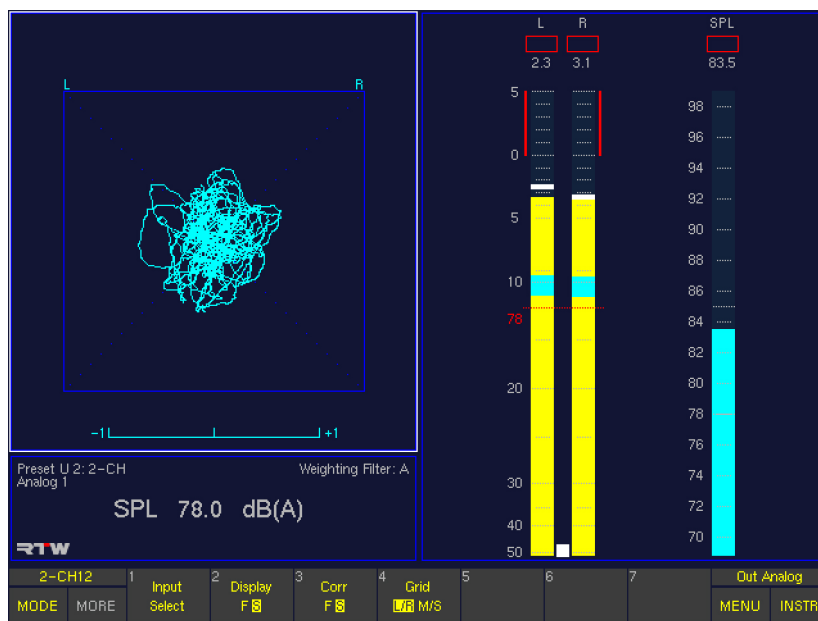 L R
-1 +1
Preset U 2: 2-CH Weighting Filter: A
Analog 1
SPL 78.0 dB(A)
RTW
L R SPL
2.3 3.1 83.5
5
0
5
10
78
20
30
40
50
98
96
94
92
90
88
86
84
82
80
78
76
74
72
70
2-CH12 1 Input 2 Display 3 Corr 4 Grid 5 6 7 Out Analog
MODE MORE Select F S F S L/R M/S MENU INSTR